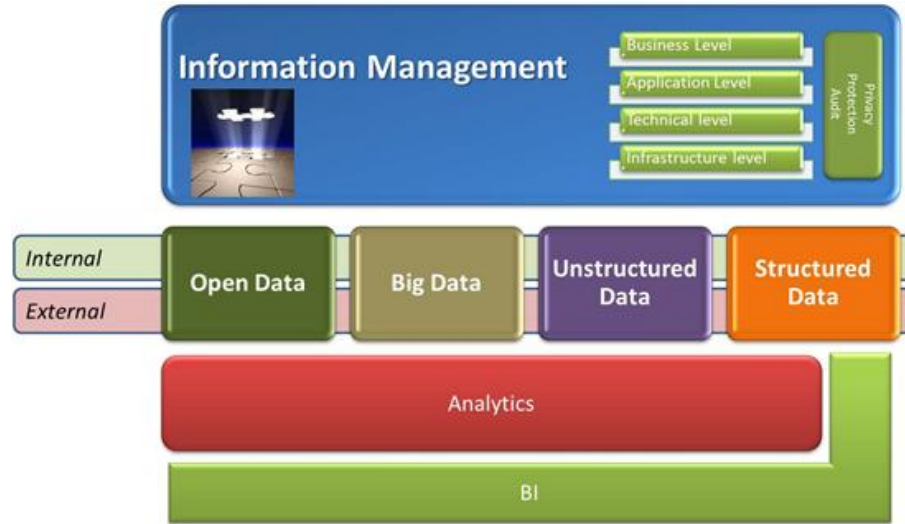 Information Management
Business Level
Application Level
Technical level
Infrastructure level
Privacy
Protection
Audit
Internal
External
Open Data
Big Data
Unstructured
Data
Structured
Data
Analytics
BI